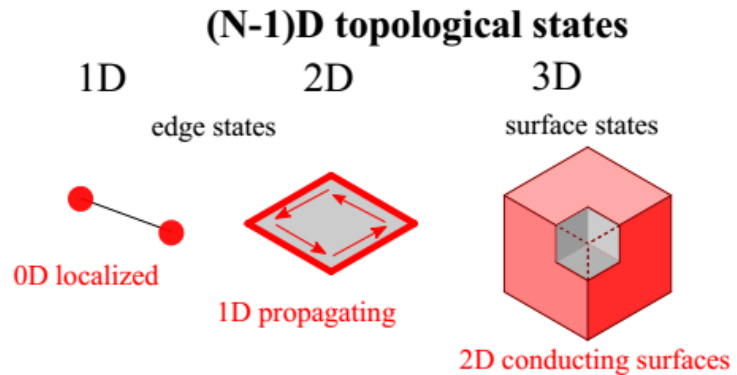 (N-1)D topological states
1D 2D 3D
edge states surface states
0D localized
1D propagating
2D conducting surfaces